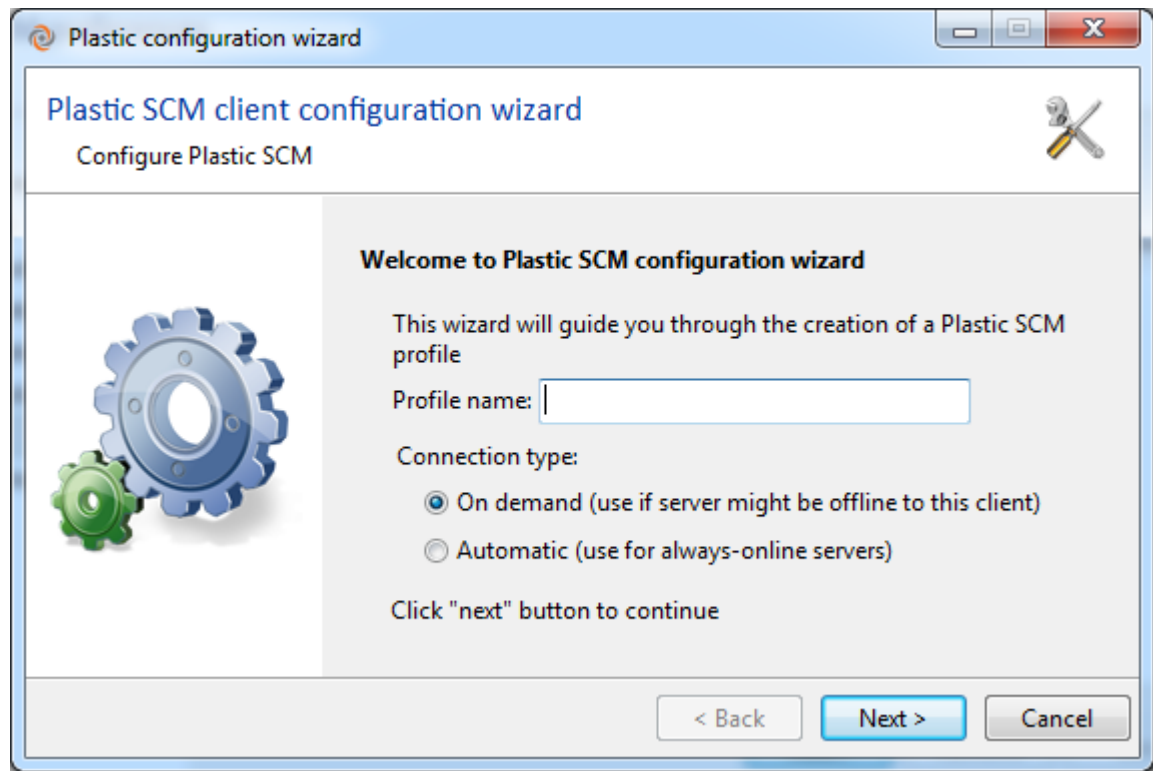 Plastic configuration wizard
Plastic SCM client configuration wizard
Configure Plastic SCM
Welcome to Plastic SCM configuration wizard
This wizard will guide you through the creation of a Plastic SCM
profile
Profile name:
Connection type:
On demand (use if server might be offline to this client)
Automatic (use for always-online servers)
Click "next" button to continue
< Back
Next >
Cancel